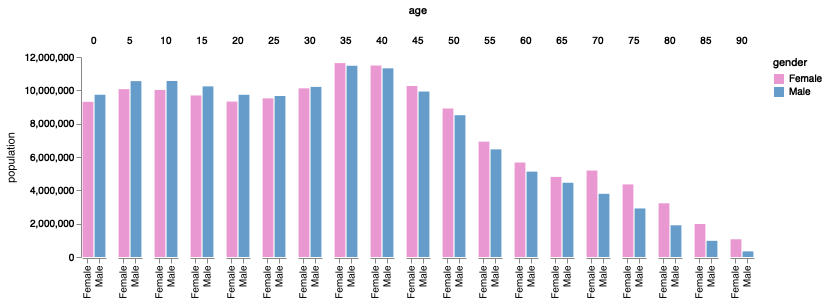 age
0 5 10 15 20 25 30 35 40 45 50 55 60 65 70 75 80 85 90
gender
Female
Male
population
12,000,000
10,000,000
8,000,000
6,000,000
4,000,000
2,000,000
0
Female Male Female Male Female Male Female Male Female Male Female Male Female Male Female Male Female Male Female Male Female Male Female Male Female Male Female Male Female Male Female Male Female Male Female Male Female Male